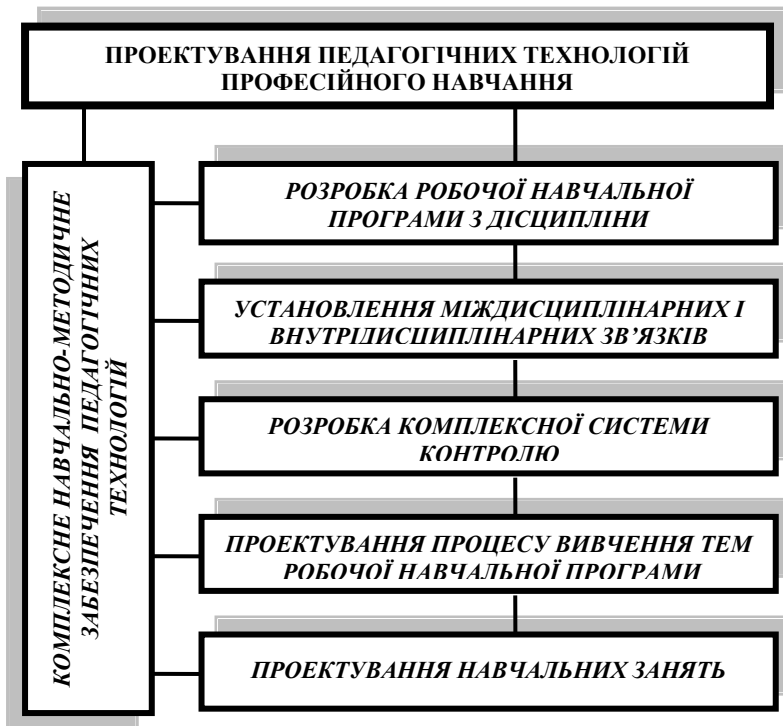 ПРОЕКТУВАННЯ ПЕДАГОГІЧНИХ ТЕХНОЛОГІЙ
ПРОФЕСІЙНОГО НАВЧАННЯ
КОМПЛЕКСНЕ НАВЧАЛЬНО-МЕТОДИЧНЕ
ЗАБЕЗПЕЧЕННЯ ПЕДАГОГІЧНИХ
ТЕХНОЛОГІЙ
РОЗРОБКА РОБОЧОЇ НАВЧАЛЬНОЇ
ПРОГРАМИ З ДІСЦИПЛІНИ
УСТАНОВЛЕННЯ МІЖДИСЦИПЛІНАРНИХ І
ВНУТРІДИСЦИПЛІНАРНИХ ЗВ’ЯЗКІВ
РОЗРОБКА КОМПЛЕКСНОЇ СИСТЕМИ
КОНТРОЛЮ
ПРОЕКТУВАННЯ ПРОЦЕСУ ВИВЧЕННЯ ТЕМ
РОБОЧОЇ НАВЧАЛЬНОЇ ПРОГРАМИ
ПРОЕКТУВАННЯ НАВЧАЛЬНИХ ЗАНЯТЬ